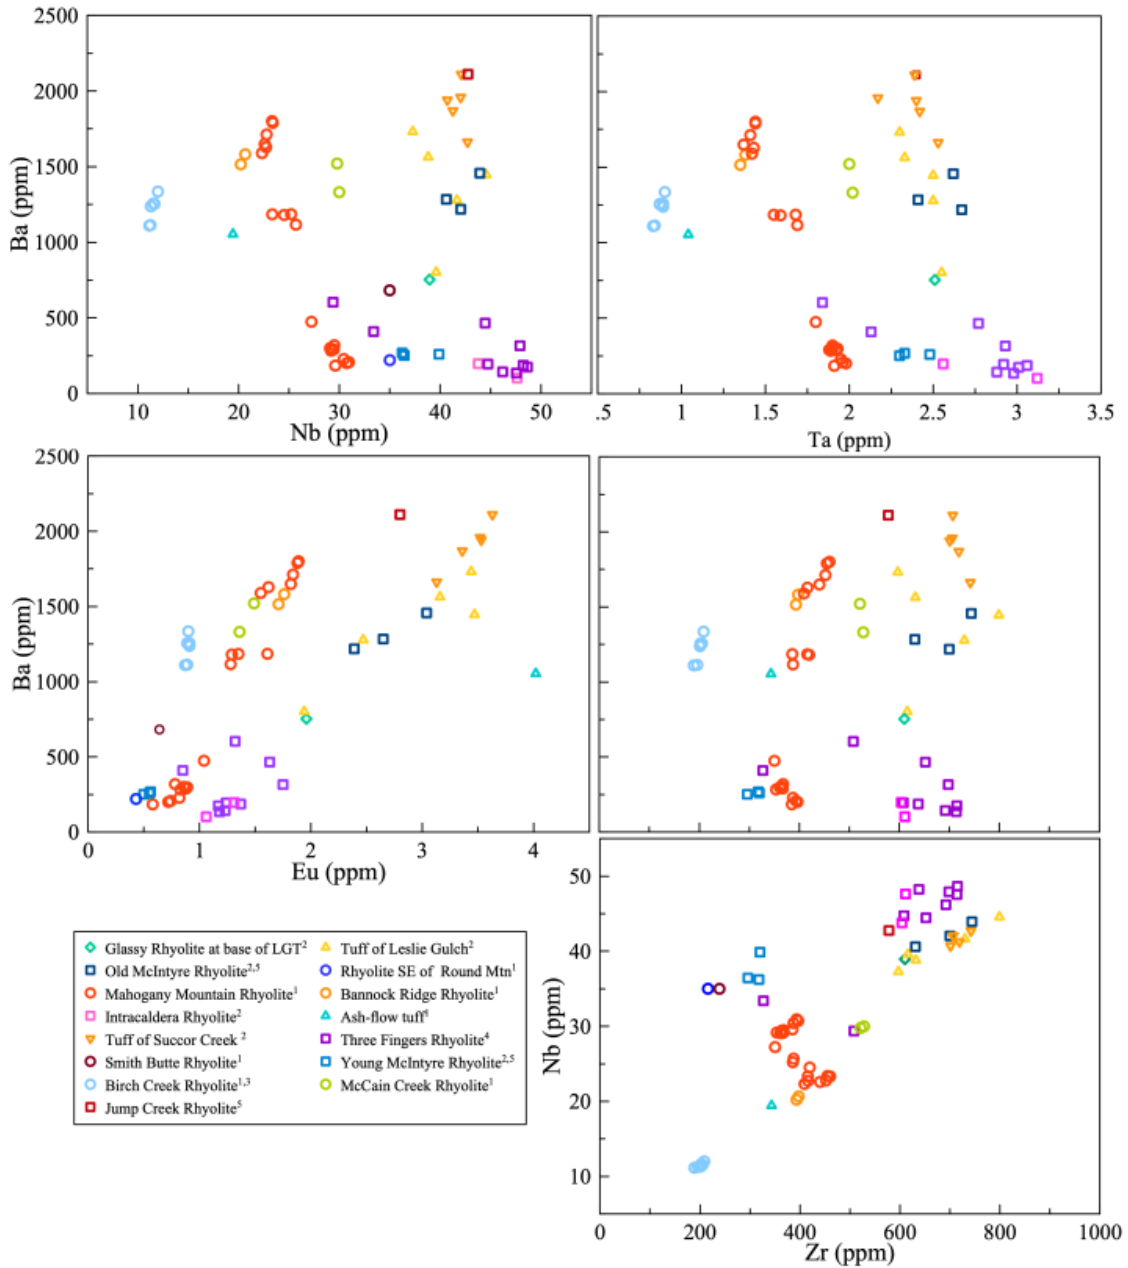 2500
2000
1500
1000
500
0
Ba (ppm)
10 20 30 40 50
Nb (ppm)
.5 1 1.5 2 2.5 3 3.5
Ta (ppm)
2500
2000
1500
1000
500
0
Ba (ppm)
0 1 2 3 4
Eu (ppm)
50
40
30
20
10
Nb (ppm)
0 200 400 600 800 1000
Zr (ppm)
Glassy Rhyolite at base of LGT²
Old McIntyre Rhyolite²,⁵
Mahogany Mountain Rhyolite¹
Intracaldera Rhyolite²
Tuff of Succor Creek ²
Smith Butte Rhyolite¹
Birch Creek Rhyolite¹,³
Jump Creek Rhyolite⁵
Tuff of Leslie Gulch²
Rhyolite SE of Round Mtn¹
Bannock Ridge Rhyolite¹
Ash-flow tuff¹
Three Fingers Rhyolite⁴
Young McIntyre Rhyolite²,⁵
McCain Creek Rhyolite¹